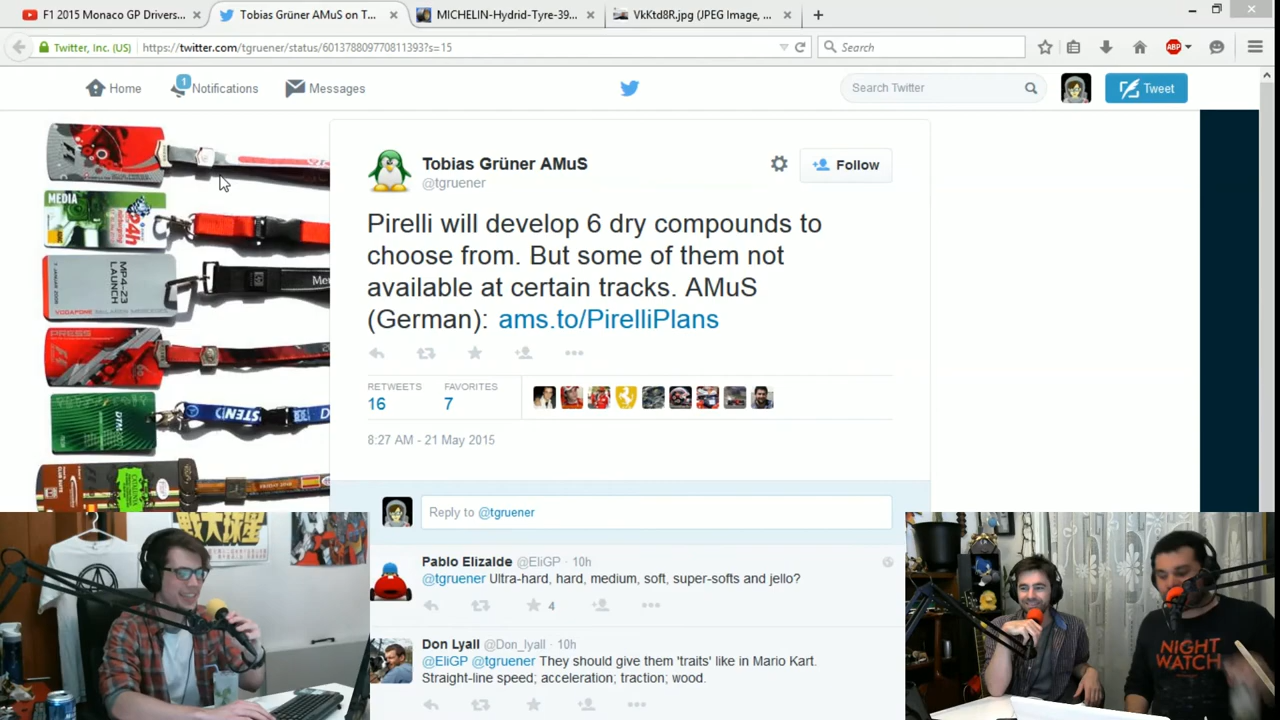 F1 2015 Monaco GP Drivers...
Tobias Grüner AMuS on T...
MICHELIN-Hydrid-Tyre-39...
VkKtd8R.jpg (JPEG Image, ...
Twitter, Inc. (US)
https://twitter.com/tgruener/status/601378809770811393?s=15
Search
ABP
Home
1
Notifications
Messages
Search Twitter
Tweet
Tobias Grüner AMuS
@tgruener
Follow
Pirelli will develop 6 dry compounds to
choose from. But some of them not
available at certain tracks. AMuS
(German): ams.to/PirelliPlans
RETWEETS
FAVORITES
16
7
8:27 AM - 21 May 2015
Reply to @tgruener
Pablo Elizalde @EliGP · 10h
@tgruener Ultra-hard, hard, medium, soft, super-softs and jello?
4
Don Lyall @Don_lyall · 10h
@EliGP @tgruener They should give them 'traits' like in Mario Kart.
Straight-line speed; acceleration; traction; wood.
MEDIA
24h
MP4-23
LAUNCH
VODAFONE McLAREN MERCEDES
PRESS
DTM
NIGHT
WATCH